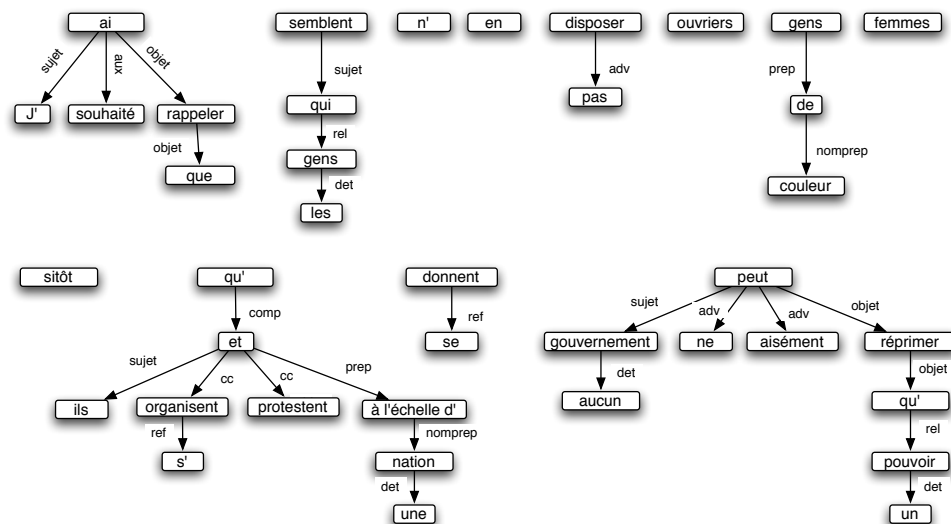 ai semblent n' en disposer ouvriers gens femmes
sujet aux objet sujet adv prep
J' souhaité rappeler qui pas de
objet rel nomprep
que gens couleur
det
les
sitôt qu' donnent peut
comp ref sujet adv adv objet
et se gouvernement ne aisément réprimer
sujet cc cc prep det objet
ils organisent protestent à l'échelle d' aucun qu'
ref nomprep rel
s' nation pouvoir
det det
une un